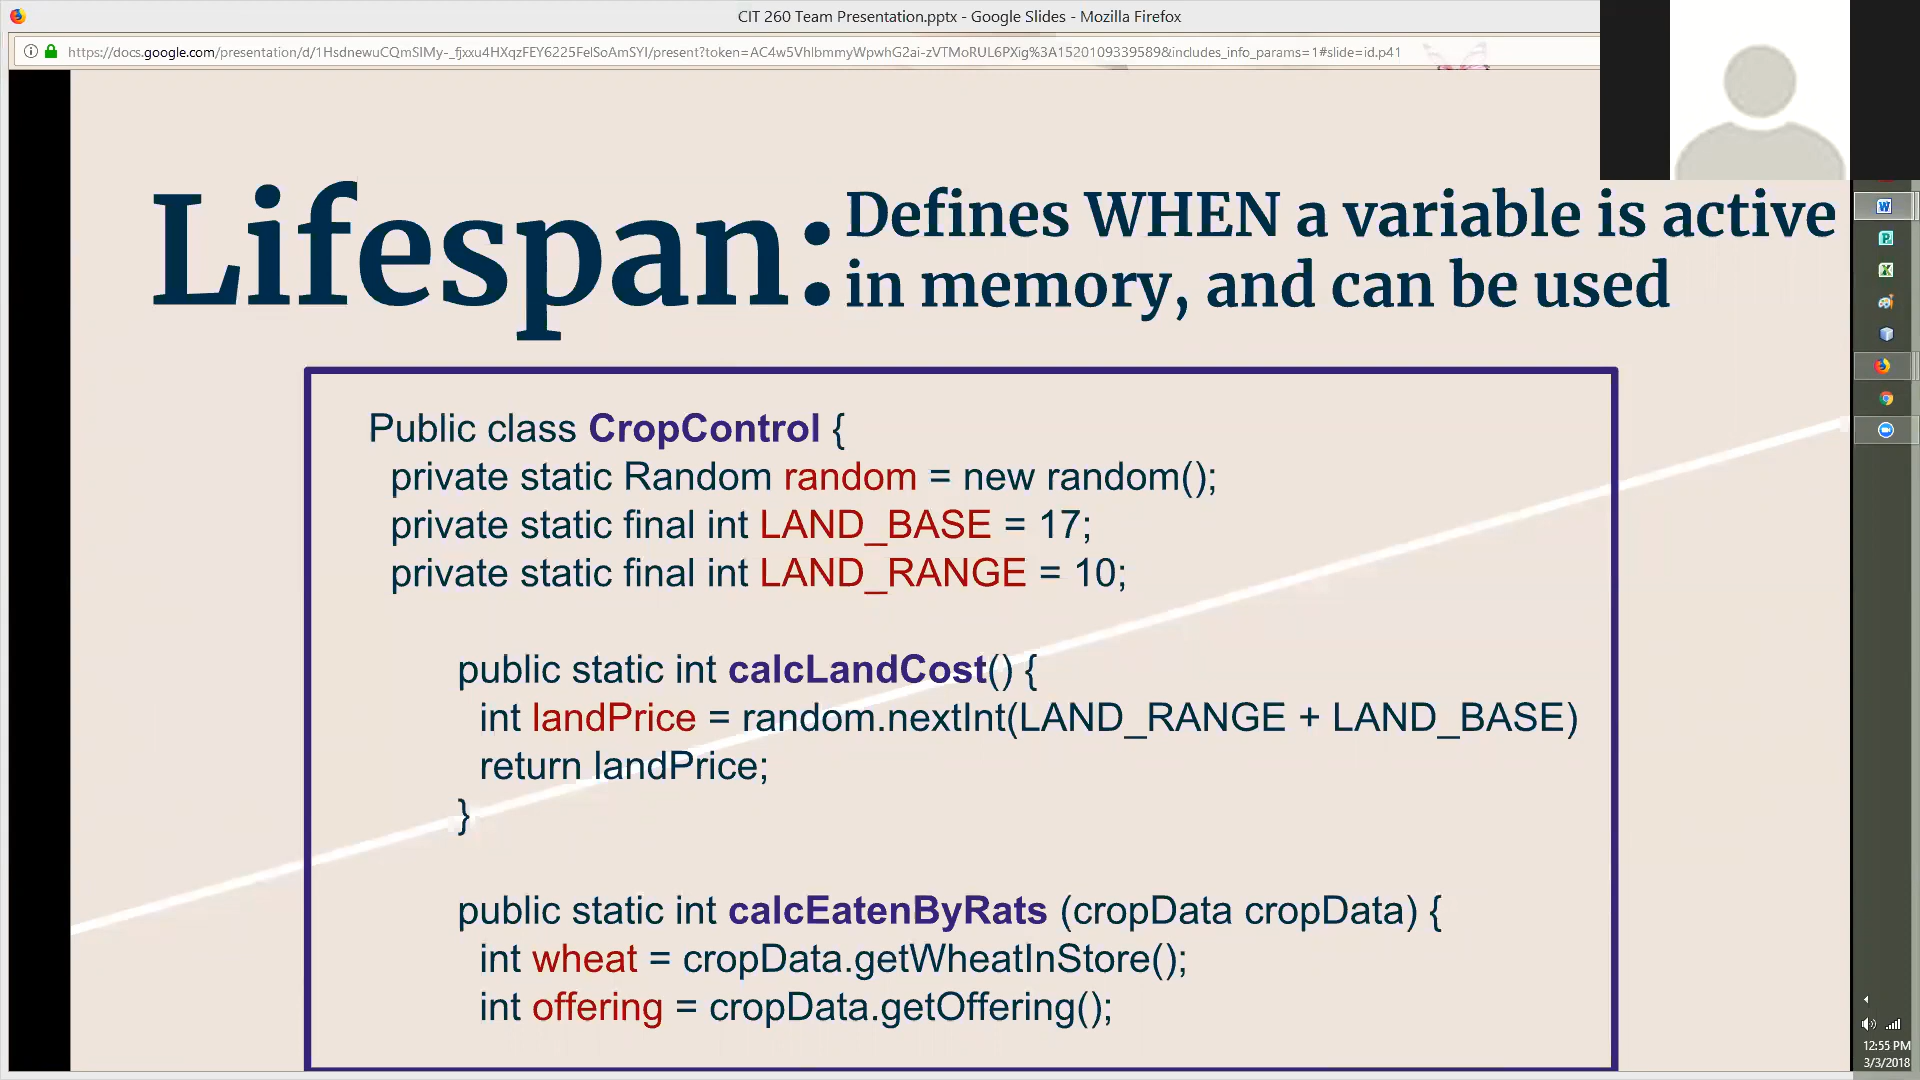 CIT 260 Team Presentation.pptx - Google Slides - Mozilla Firefox
https://docs.google.com/presentation/d/1HsdnewuCQmSIMy-_fjxxu4HXqzFEY6225FelSoAmSYI/present?token=AC4w5VhlbmmyWpwhG2ai-zVTMoRUL6PXig%3A1520109339589&includes_info_params=1#slide=id.p41
Lifespan:
Defines WHEN a variable is active
in memory, and can be used
Public class CropControl {
private static Random random = new random();
private static final int LAND_BASE = 17;
private static final int LAND_RANGE = 10;
public static int calcLandCost() {
int landPrice = random.nextInt(LAND_RANGE + LAND_BASE)
return landPrice;
}
public static int calcEatenByRats (cropData cropData) {
int wheat = cropData.getWheatInStore();
int offering = cropData.getOffering();
12:55 PM
3/3/2018